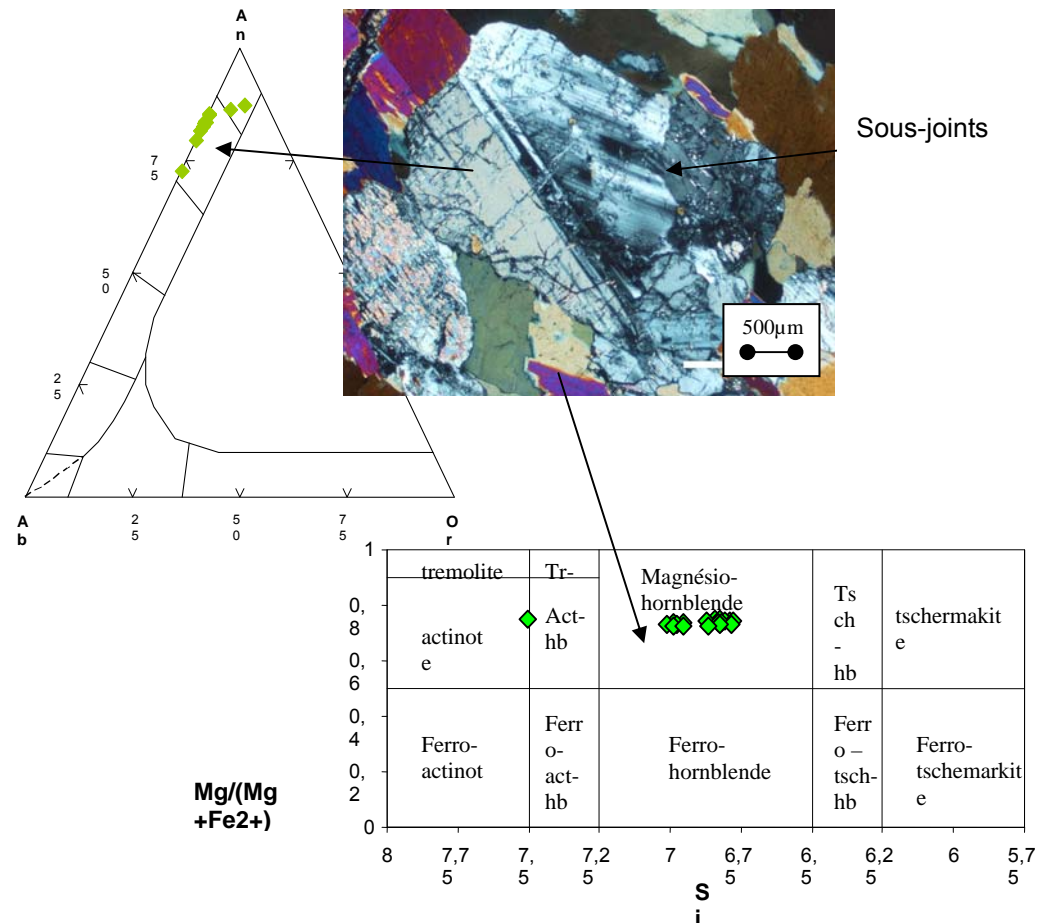 A
n
Sous-joints
7
5
500µm
5
0
2
5
A
b
2
5
5
0
7
5
O
r
1
0,
8
0,
6
0,
4
0,
2
0
Mg/(Mg
+Fe2+)
tremolite
Tr-
Act-
hb
Magnésio-
hornblende
Ts
ch
-
hb
tschermakit
e
actinot
e
Ferro-
actinot
Ferr
o-
act-
hb
Ferro-
hornblende
Ferr
o –
tsch-
hb
Ferro-
tschemarkit
e
8
7,7
5
7,
5
7,2
5
7
6,7
5
6,
5
6,2
5
6
5,7
5
S
i